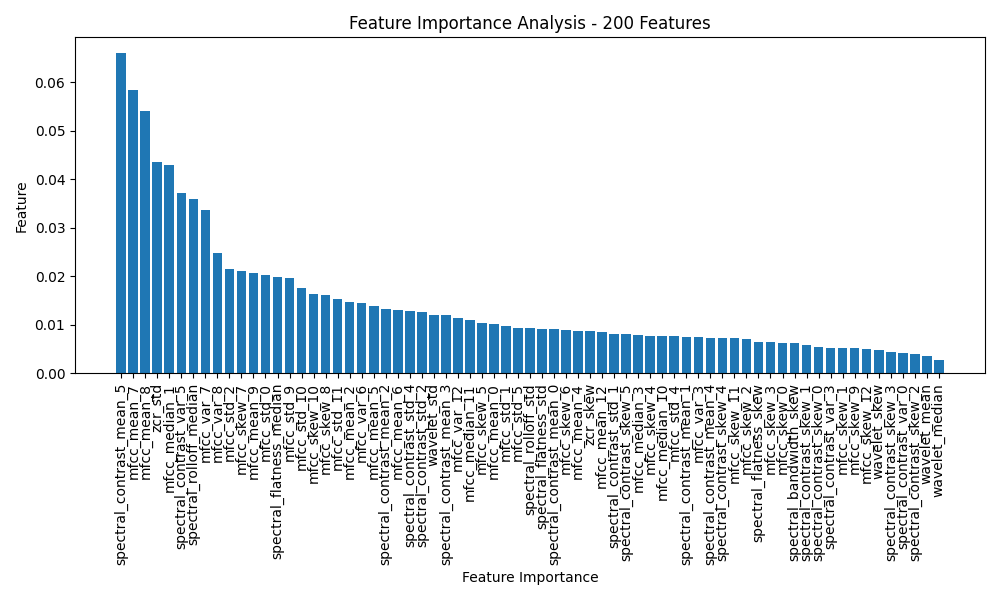 Feature Importance Analysis - 200 Features
Feature
0.06
0.05
0.04
0.03
0.02
0.01
0.00
spectral_contrast_mean_5
mfcc_mean_7
mfcc_mean_8
zcr_std
mfcc_median_1
spectral_contrast_var_5
spectral_rolloff_median
mfcc_var_7
mfcc_var_8
mfcc_std_2
mfcc_skew_7
mfcc_mean_9
mfcc_std_0
spectral_flatness_median
mfcc_std_9
mfcc_std_10
mfcc_skew_10
mfcc_skew_8
mfcc_std_11
mfcc_mean_2
mfcc_var_6
mfcc_mean_5
spectral_contrast_mean_2
mfcc_mean_6
spectral_contrast_std_4
spectral_contrast_std_2
wavelet_std
spectral_contrast_mean_3
mfcc_var_12
mfcc_median_11
mfcc_skew_5
mfcc_mean_0
mfcc_std_1
mfcc_std_5
spectral_rolloff_std
spectral_flatness_std
spectral_contrast_mean_0
mfcc_skew_6
mfcc_mean_4
zcr_skew
mfcc_mean_12
spectral_contrast_std_1
spectral_contrast_skew_5
mfcc_median_3
mfcc_skew_4
mfcc_median_10
mfcc_std_4
spectral_contrast_mean_1
mfcc_var_3
spectral_contrast_mean_4
spectral_contrast_skew_4
mfcc_skew_11
mfcc_skew_2
spectral_flatness_skew
mfcc_skew_3
mfcc_skew_0
spectral_bandwidth_skew
spectral_contrast_skew_1
spectral_contrast_skew_0
spectral_contrast_var_3
mfcc_skew_1
mfcc_skew_9
mfcc_skew_12
wavelet_skew
spectral_contrast_skew_3
spectral_contrast_var_0
spectral_contrast_skew_2
wavelet_mean
wavelet_median
Feature Importance